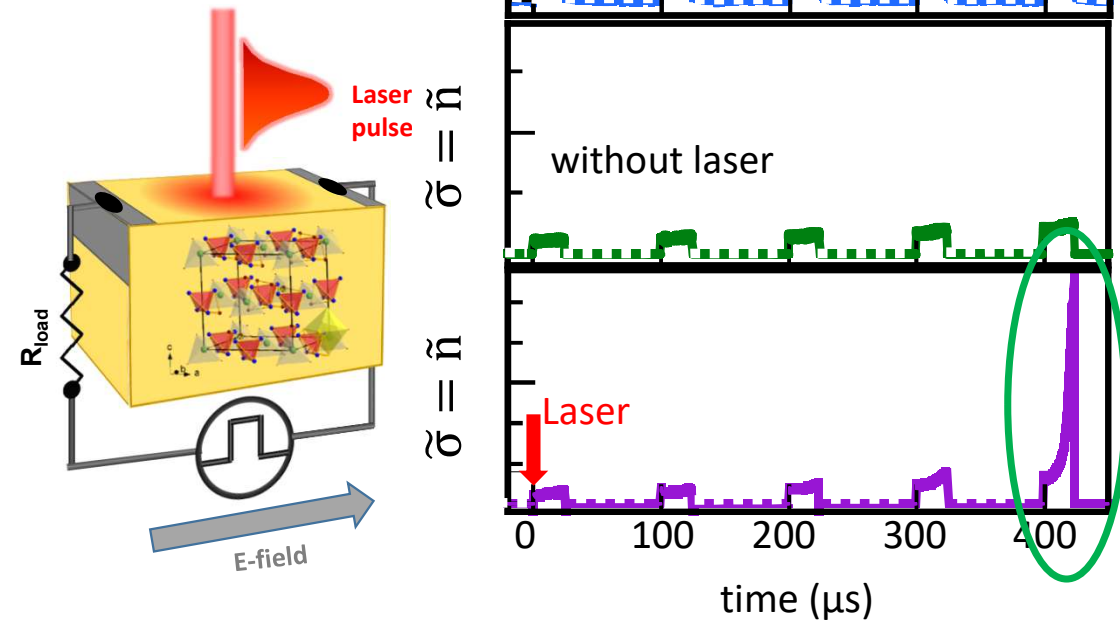 Laser
pulse
R_load
c
b
a
E-field
σ̃ = ñ
without laser
σ̃ = ñ
Laser
0 100 200 300 400
time (µs)